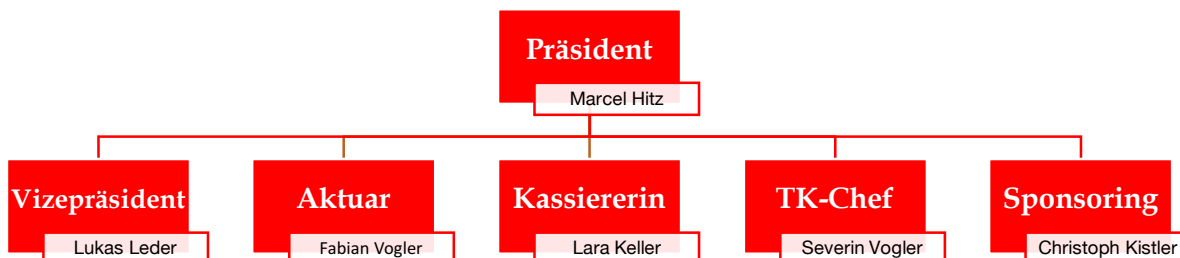 Präsident
Marcel Hitz
Vizepräsident
Lukas Leder
Aktuar
Fabian Vogler
Kassiererin
Lara Keller
TK-Chef
Severin Vogler
Sponsoring
Christoph Kistler